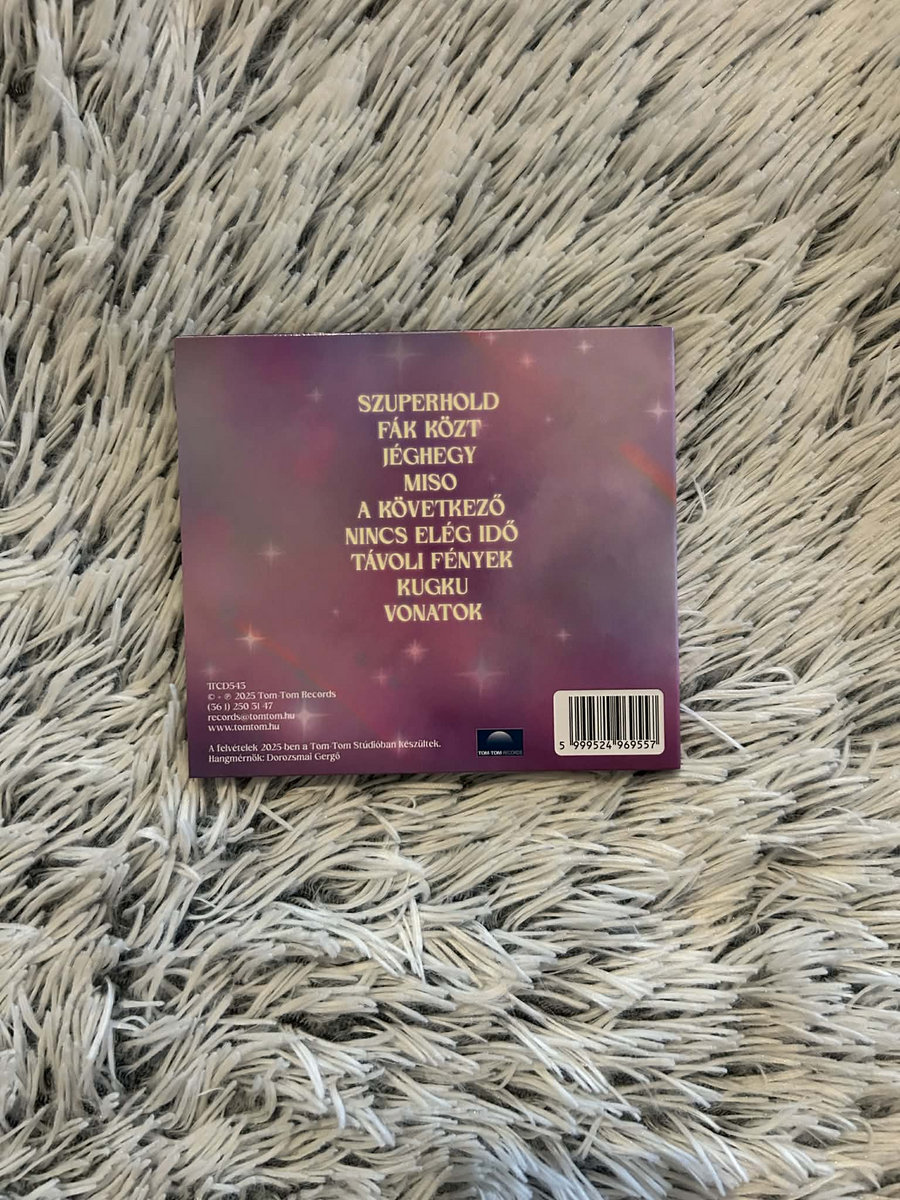 SZUPERHOLD
FÁK KÖZT
JÉGHEGY
MISO
A KÖVETKEZŐ
NINCS ELÉG IDŐ
TÁVOLI FÉNYEK
KUGKU
VONATOK
TTCD543
© + ℗ 2025 Tom-Tom Records
(36 1) 250 31 47
records@tomtom.hu
www.tomtom.hu
A felvételek 2025-ben a Tom-Tom Stúdióban készültek.
Hangmérnök: Dorozsmai Gergő
TOM-TOM RECORDS
5 999524 969557